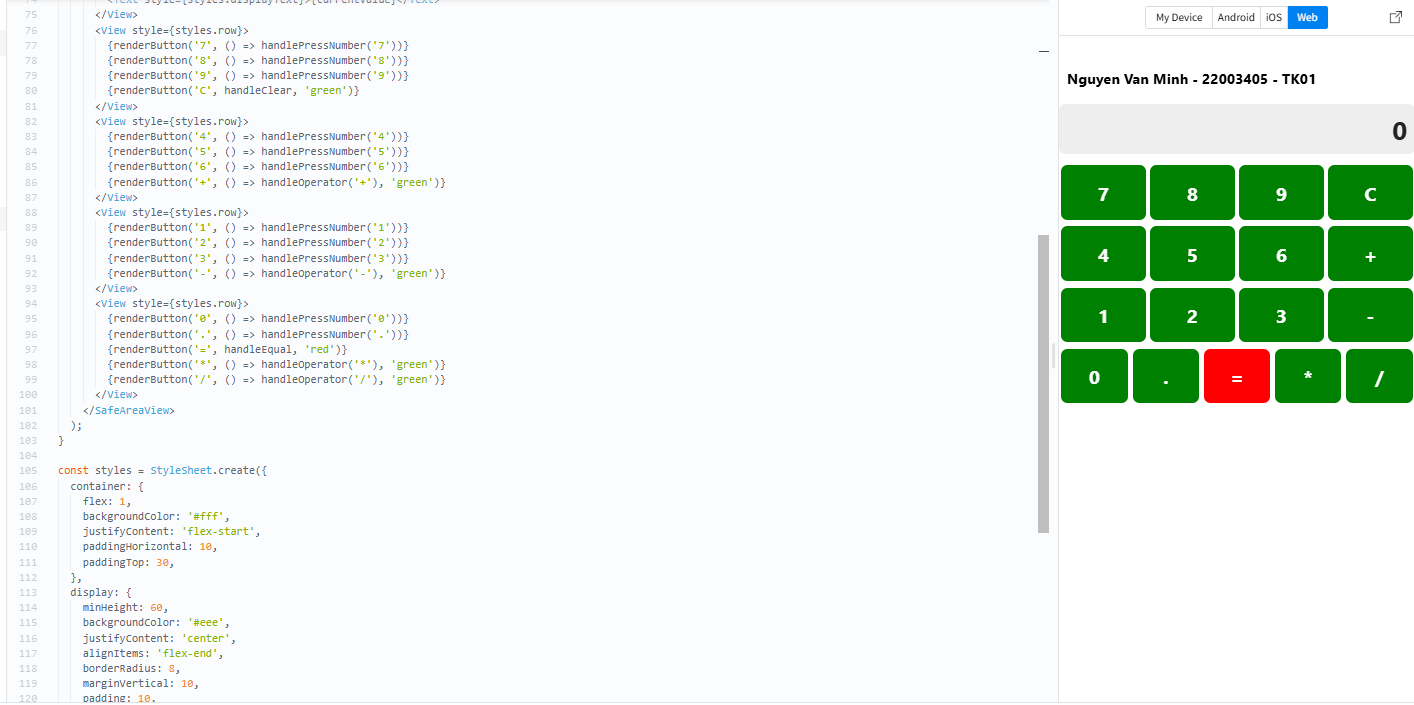 74 <Text style={styles.displayText}>{currentValue}</Text>
75 </View>
76 <View style={styles.row}>
77 {renderButton('7', () => handlePressNumber('7'))}
78 {renderButton('8', () => handlePressNumber('8'))}
79 {renderButton('9', () => handlePressNumber('9'))}
80 {renderButton('C', handleClear, 'green')}
81 </View>
82 <View style={styles.row}>
83 {renderButton('4', () => handlePressNumber('4'))}
84 {renderButton('5', () => handlePressNumber('5'))}
85 {renderButton('6', () => handlePressNumber('6'))}
86 {renderButton('+', () => handleOperator('+'), 'green')}
87 </View>
88 <View style={styles.row}>
89 {renderButton('1', () => handlePressNumber('1'))}
90 {renderButton('2', () => handlePressNumber('2'))}
91 {renderButton('3', () => handlePressNumber('3'))}
92 {renderButton('-', () => handleOperator('-'), 'green')}
93 </View>
94 <View style={styles.row}>
95 {renderButton('0', () => handlePressNumber('0'))}
96 {renderButton('.', () => handlePressNumber('.'))}
97 {renderButton('=', handleEqual, 'red')}
98 {renderButton('*', () => handleOperator('*'), 'green')}
99 {renderButton('/', () => handleOperator('/'), 'green')}
100 </View>
101 </SafeAreaView>
102 );
103 }
104
105 const styles = StyleSheet.create({
106 container: {
107 flex: 1,
108 backgroundColor: '#fff',
109 justifyContent: 'flex-start',
110 paddingHorizontal: 10,
111 paddingTop: 30,
112 },
113 display: {
114 minHeight: 60,
115 backgroundColor: '#eee',
116 justifyContent: 'center',
117 alignItems: 'flex-end',
118 borderRadius: 8,
119 marginVertical: 10,
120 padding: 10,
My Device Android iOS Web
Nguyen Van Minh - 22003405 - TK01
0
7 8 9 C
4 5 6 +
1 2 3 -
0 . = * /